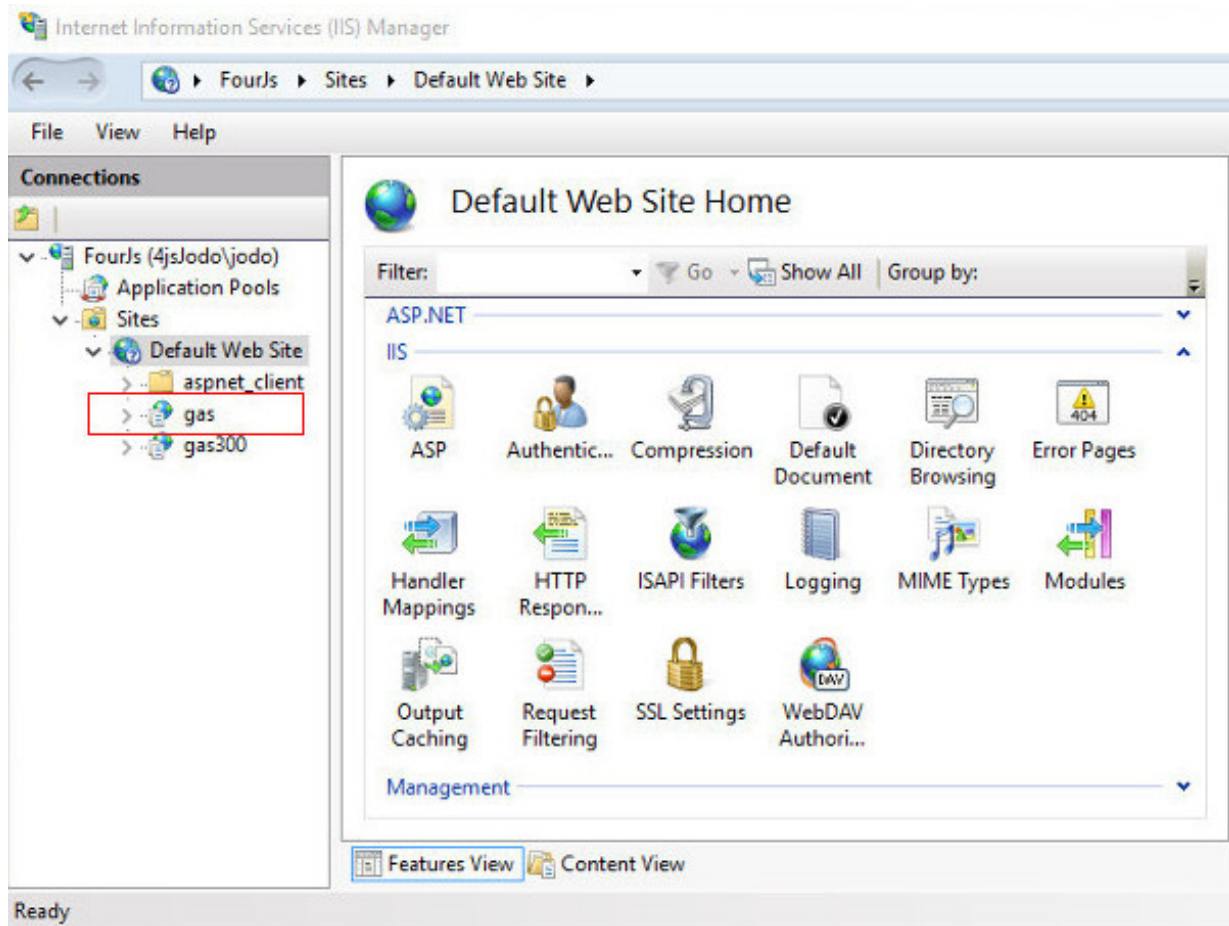 Internet Information Services (IIS) Manager
FourJs Sites Default Web Site
File View Help
Connections
FourJs (4jsJodo\jodo)
Application Pools
Sites
Default Web Site
aspnet_client
gas
gas300
Default Web Site Home
Filter: Go Show All Group by:
ASP.NET
IIS
ASP Authentic... Compression Default Document Directory Browsing Error Pages
404
Handler Mappings HTTP Respon... ISAPI Filters Logging MIME Types Modules
DAV
Output Caching Request Filtering SSL Settings WebDAV Authori...
Management
Features View Content View
Ready